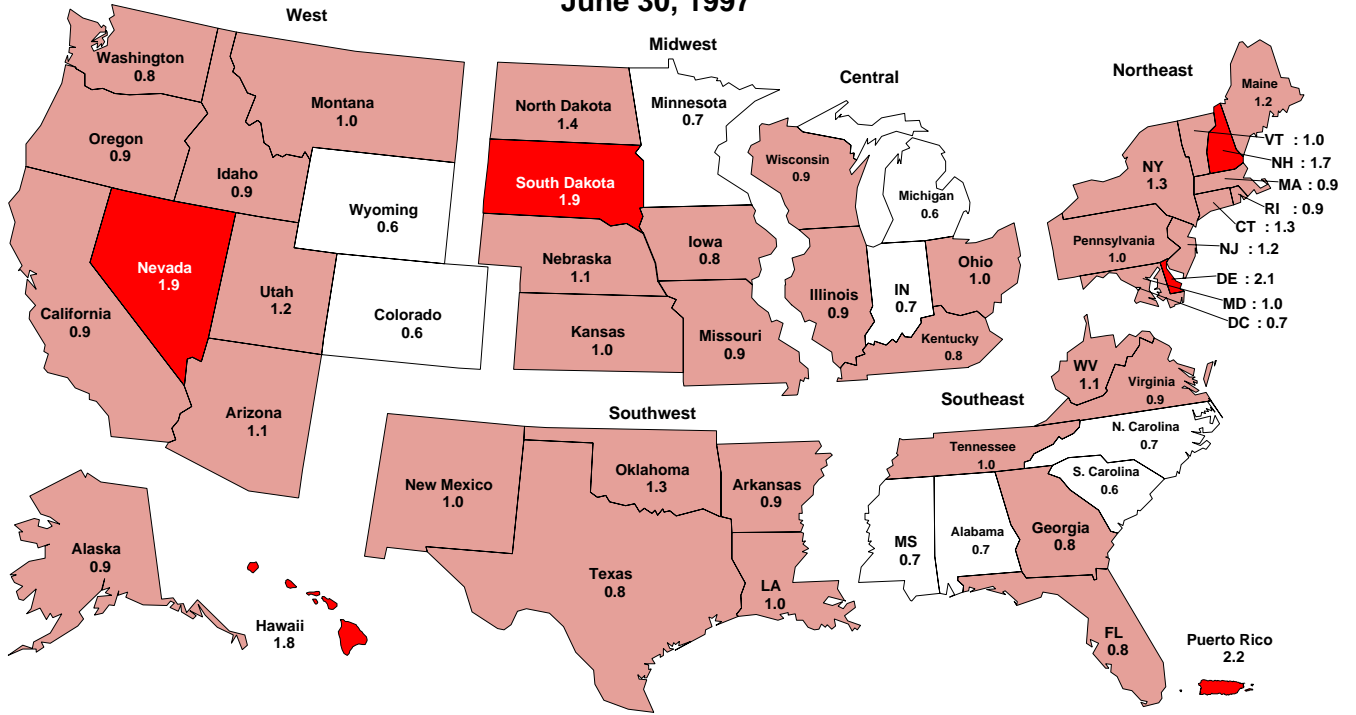 June 30, 1997
West
Washington
0.8
Montana
1.0
Oregon
0.9
Idaho
0.9
Wyoming
0.6
Nevada
1.9
Utah
1.2
Colorado
0.6
California
0.9
Arizona
1.1
Alaska
0.9
Hawaii
1.8
Midwest
North Dakota
1.4
Minnesota
0.7
South Dakota
1.9
Nebraska
1.1
Iowa
0.8
Kansas
1.0
Missouri
0.9
Central
Wisconsin
0.9
Michigan
0.6
Illinois
0.9
IN
0.7
Ohio
1.0
Kentucky
0.8
Northeast
Maine
1.2
VT : 1.0
NH : 1.7
NY
1.3
MA : 0.9
RI : 0.9
CT : 1.3
Pennsylvania
1.0
NJ : 1.2
DE : 2.1
MD : 1.0
DC : 0.7
Southwest
New Mexico
1.0
Oklahoma
1.3
Arkansas
0.9
Texas
0.8
LA
1.0
Southeast
WV
1.1
Virginia
0.9
N. Carolina
0.7
Tennessee
1.0
S. Carolina
0.6
MS
0.7
Alabama
0.7
Georgia
0.8
FL
0.8
Puerto Rico
2.2